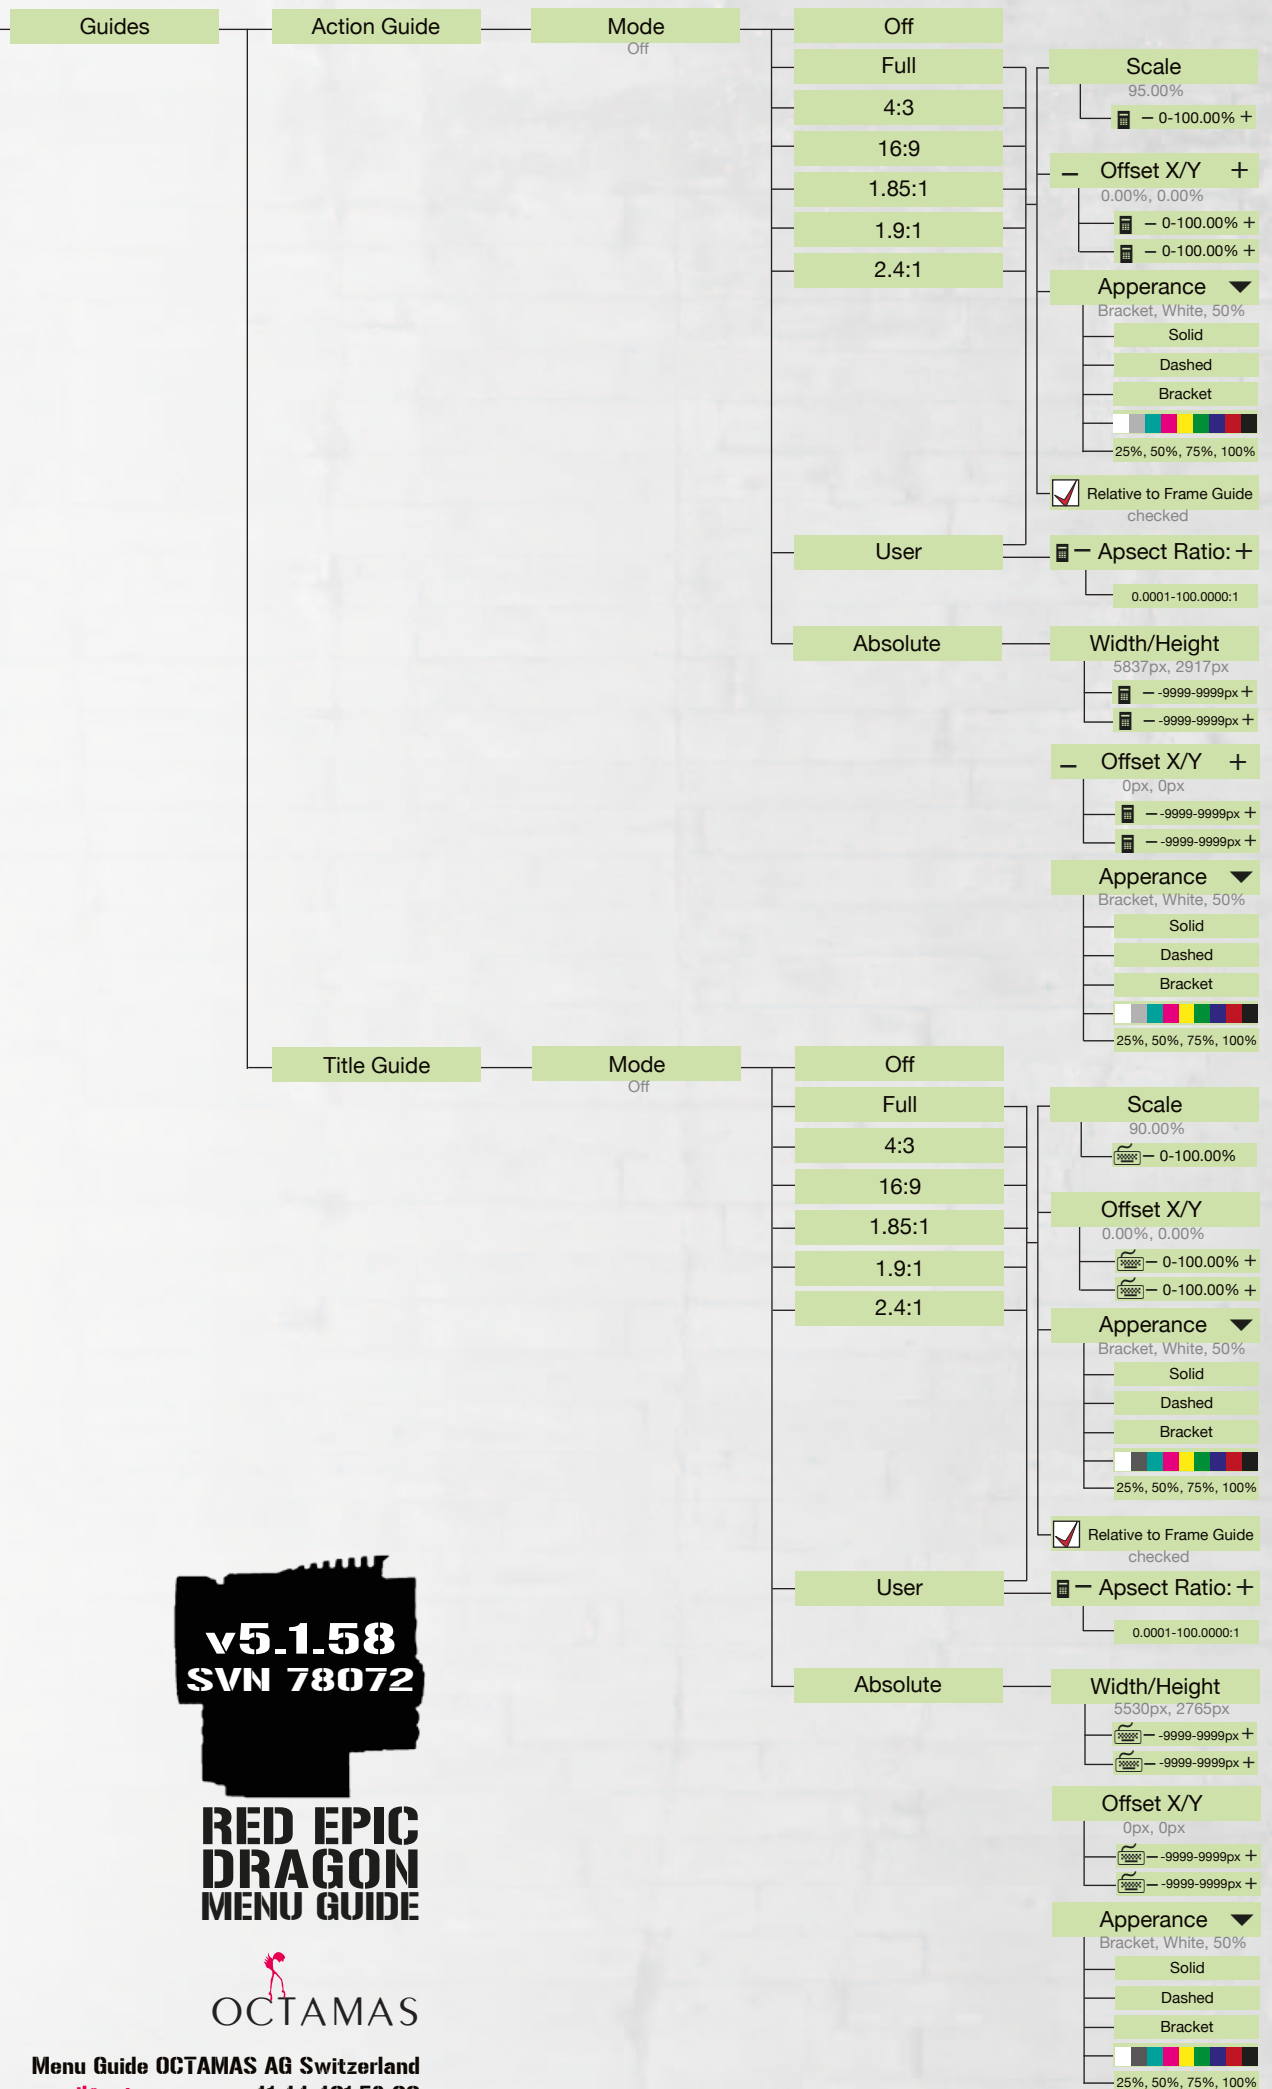 Guides
Action Guide
Mode
Off
Off
Full
4:3
16:9
1.85:1
1.9:1
2.4:1
Scale
95.00%
− 0-100.00% +
− Offset X/Y +
0.00%, 0.00%
− 0-100.00% +
− 0-100.00% +
Apperance
Bracket, White, 50%
Solid
Dashed
Bracket
25%, 50%, 75%, 100%
Relative to Frame Guide
checked
User
− Apsect Ratio: +
0.0001-100.0000:1
Absolute
Width/Height
5837px, 2917px
− -9999-9999px +
− -9999-9999px +
− Offset X/Y +
0px, 0px
− -9999-9999px +
− -9999-9999px +
Apperance
Bracket, White, 50%
Solid
Dashed
Bracket
25%, 50%, 75%, 100%
Title Guide
Mode
Off
Off
Full
4:3
16:9
1.85:1
1.9:1
2.4:1
Scale
90.00%
− 0-100.00%
Offset X/Y
0.00%, 0.00%
− 0-100.00% +
− 0-100.00% +
Apperance
Bracket, White, 50%
Solid
Dashed
Bracket
25%, 50%, 75%, 100%
Relative to Frame Guide
checked
User
− Apsect Ratio: +
0.0001-100.0000:1
Absolute
Width/Height
5530px, 2765px
− -9999-9999px +
− -9999-9999px +
Offset X/Y
0px, 0px
− -9999-9999px +
− -9999-9999px +
Apperance
Bracket, White, 50%
Solid
Dashed
Bracket
25%, 50%, 75%, 100%
v5.1.58
SVN 78072
RED EPIC
DRAGON
MENU GUIDE
OCTAMAS
Menu Guide OCTAMAS AG Switzerland